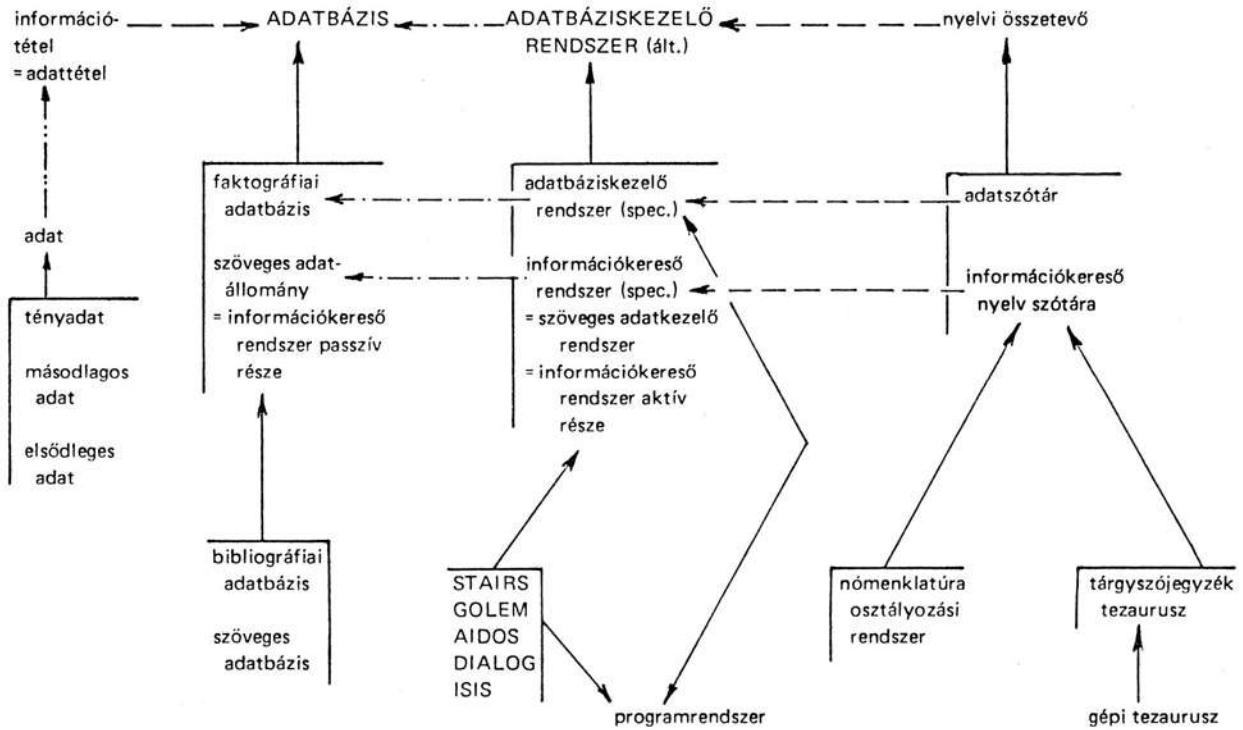 információ-
tétel
= adattétel
ADATBÁZIS
ADATBÁZISKEZELŐ
RENDSZER (ált.)
nyelvi összetevő
adat
tényadat
másodlagos
adat
elsődleges
adat
faktográfiai
adatbázis
szöveges adat-
állomány
= információkereső
rendszer passzív
része
adatbáziskezelő
rendszer (spec.)
információkereső
rendszer (spec.)
= szöveges adatkezelő
rendszer
= információkereső
rendszer aktív
része
adatszótár
információkereső
nyelv szótára
bibliográfiai
adatbázis
szöveges
adatbázis
STAIRS
GOLEM
AIDOS
DIALOG
ISIS
programrendszer
nómenklatúra
osztályozási
rendszer
tárgyszójegyzék
tezaurusz
gépi tezaurusz